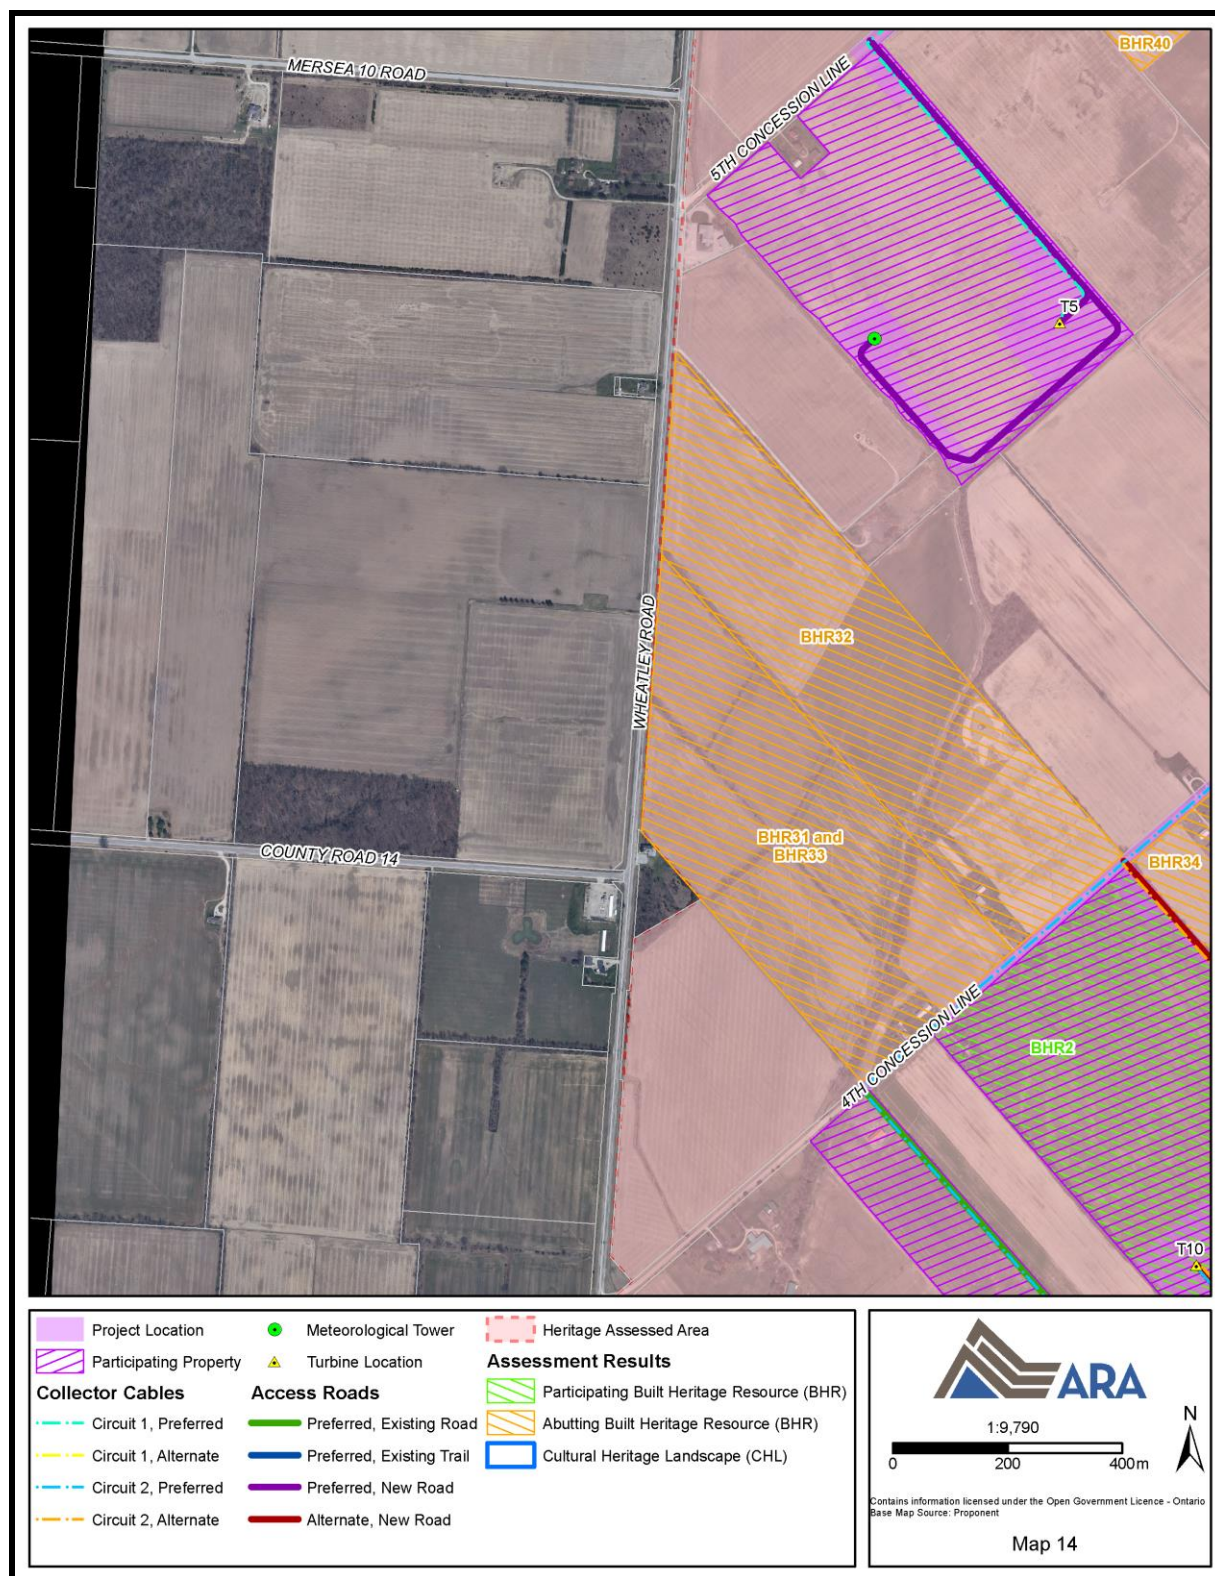 BHR40
MERSEA 10 ROAD
5TH CONCESSION LINE
T5
WHEATLEY ROAD
BHR32
BHR31 and
BHR33
COUNTY ROAD 14
BHR34
4TH CONCESSION LINE
BHR2
T10
Project Location
Participating Property
Collector Cables
Circuit 1, Preferred
Circuit 1, Alternate
Circuit 2, Preferred
Circuit 2, Alternate
Meteorological Tower
Turbine Location
Access Roads
Preferred, Existing Road
Preferred, Existing Trail
Preferred, New Road
Alternate, New Road
Heritage Assessed Area
Assessment Results
Participating Built Heritage Resource (BHR)
Abutting Built Heritage Resource (BHR)
Cultural Heritage Landscape (CHL)
ARA
1:9,790
N
0 200 400m
Contains information licensed under the Open Government Licence - Ontario
Base Map Source: Proponent
Map 14